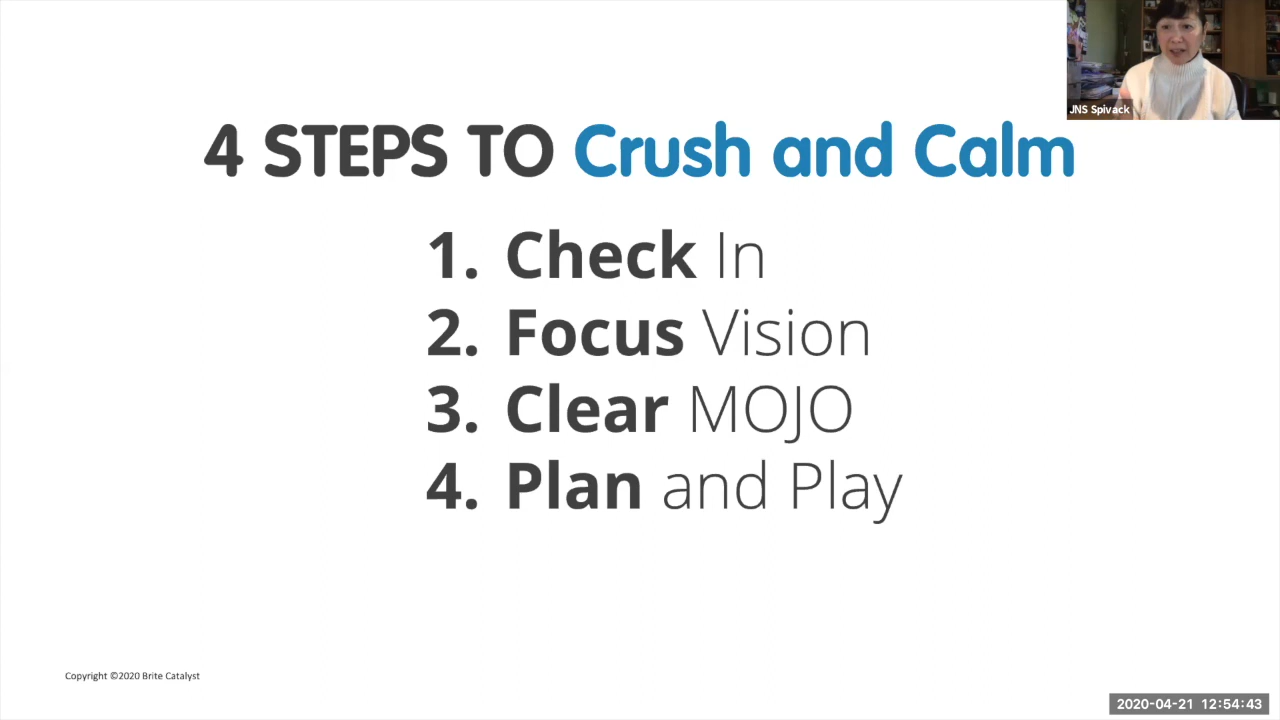 JNS Spivack
4 STEPS TO Crush and Calm
1. Check In
2. Focus Vision
3. Clear MOJO
4. Plan and Play
Copyright ©2020 Brite Catalyst
2020-04-21 12:54:43